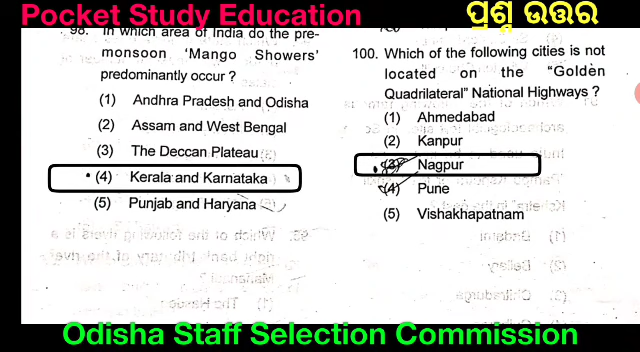 Pocket Study Education
ପ୍ରଶ୍ନ ଉତ୍ତର
98. In which area of India do the pre-
monsoon 'Mango Showers'
predominantly occur ?
(1) Andhra Pradesh and Odisha
(2) Assam and West Bengal
(3) The Deccan Plateau
(4) Kerala and Karnataka
(5) Punjab and Haryana
100. Which of the following cities is not
located on the "Golden
Quadrilateral" National Highways ?
(1) Ahmedabad
(2) Kanpur
(3) Nagpur
(4) Pune
(5) Vishakhapatnam
Odisha Staff Selection Commission